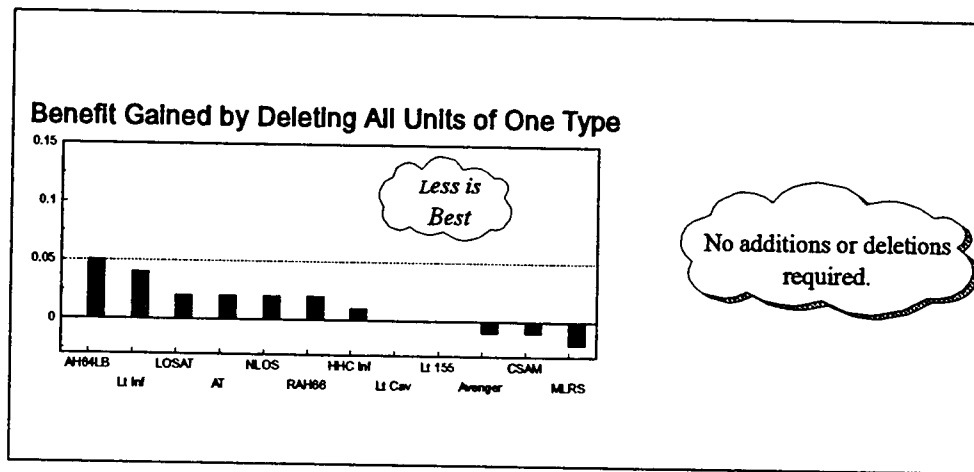 Benefit Gained by Deleting All Units of One Type
0.15
0.1
0.05
0
Less is
Best
AH64LB
Lt Inf
LOSAT
AT
NLOS
RAH66
HHC Inf
Lt Cav
Lt 155
Avenger
CSAM
MLRS
No additions or deletions
required.